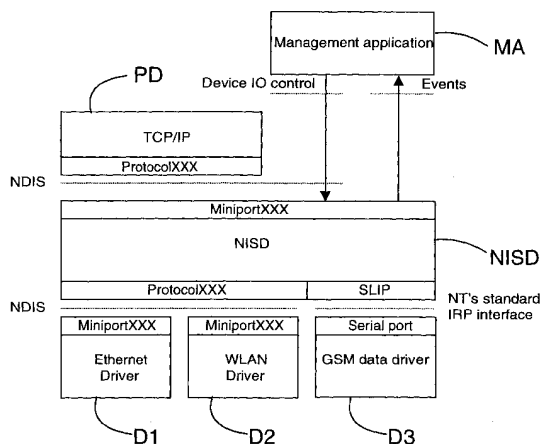 Management application
MA
PD
Device IO control
Events
TCP/IP
ProtocolXXX
NDIS
MiniportXXX
NISD
NISD
ProtocolXXX
SLIP
NDIS
NT's standard
IRP interface
MiniportXXX
MiniportXXX
Serial port
Ethernet
Driver
WLAN
Driver
GSM data driver
D1
D2
D3